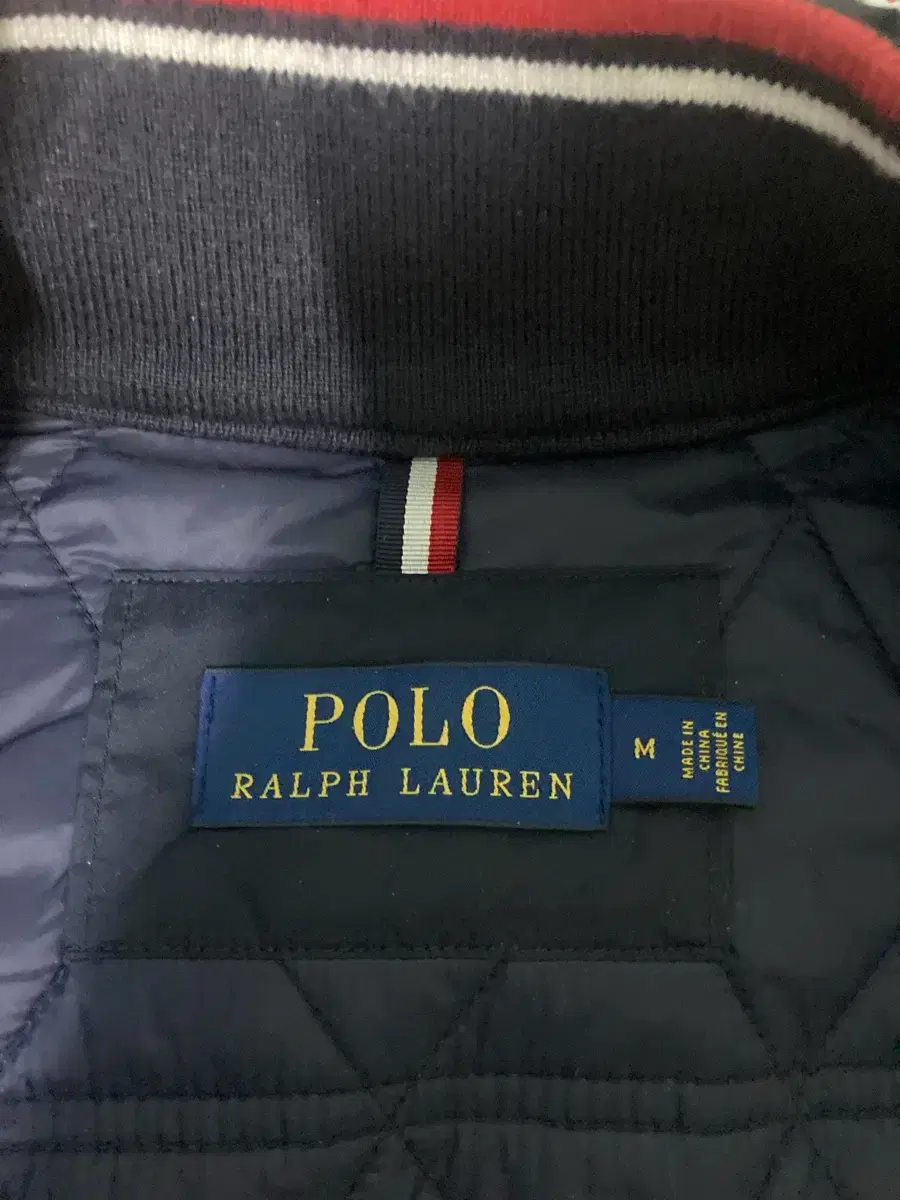 POLO
RALPH LAUREN
M
MADE IN
CHINA
FABRIQUÉ EN
CHINE